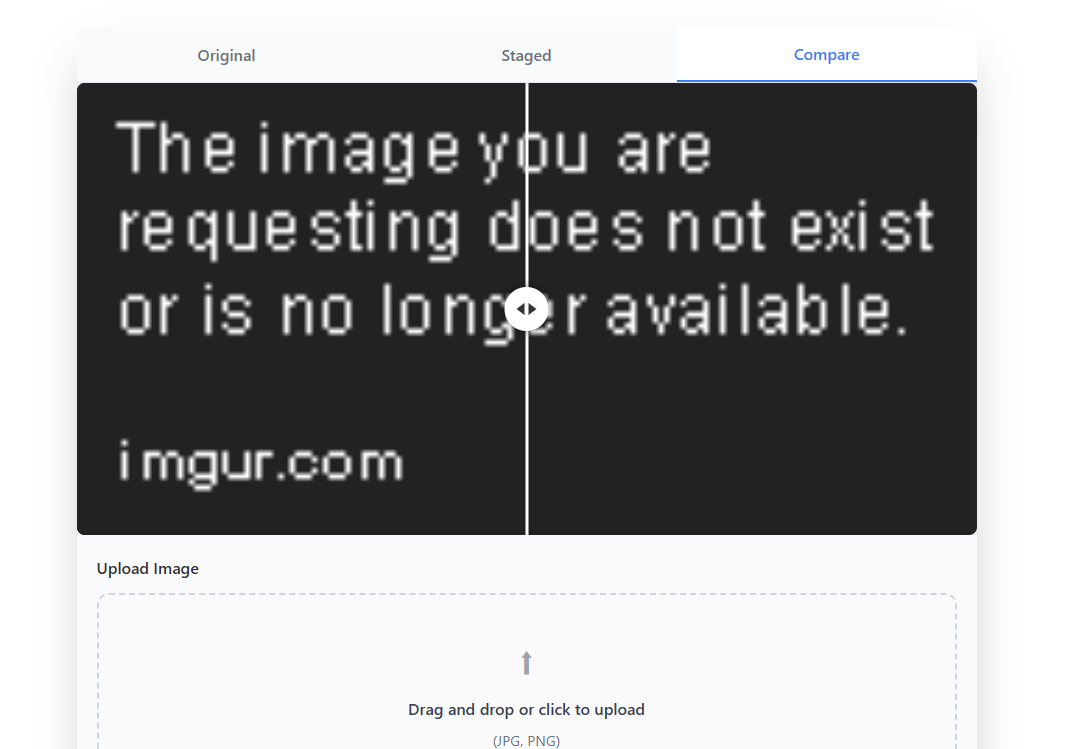 Original
Staged
Compare
The image you are
requesting does not exist
or is no longer available.
imgur.com
Upload Image
Drag and drop or click to upload
(JPG, PNG)